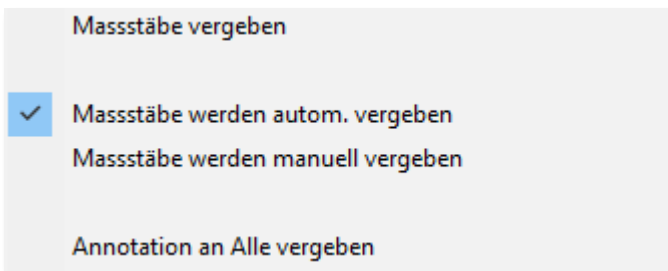 Massstäbe vergeben
Massstäbe werden autom. vergeben
Massstäbe werden manuell vergeben
Annotation an Alle vergeben